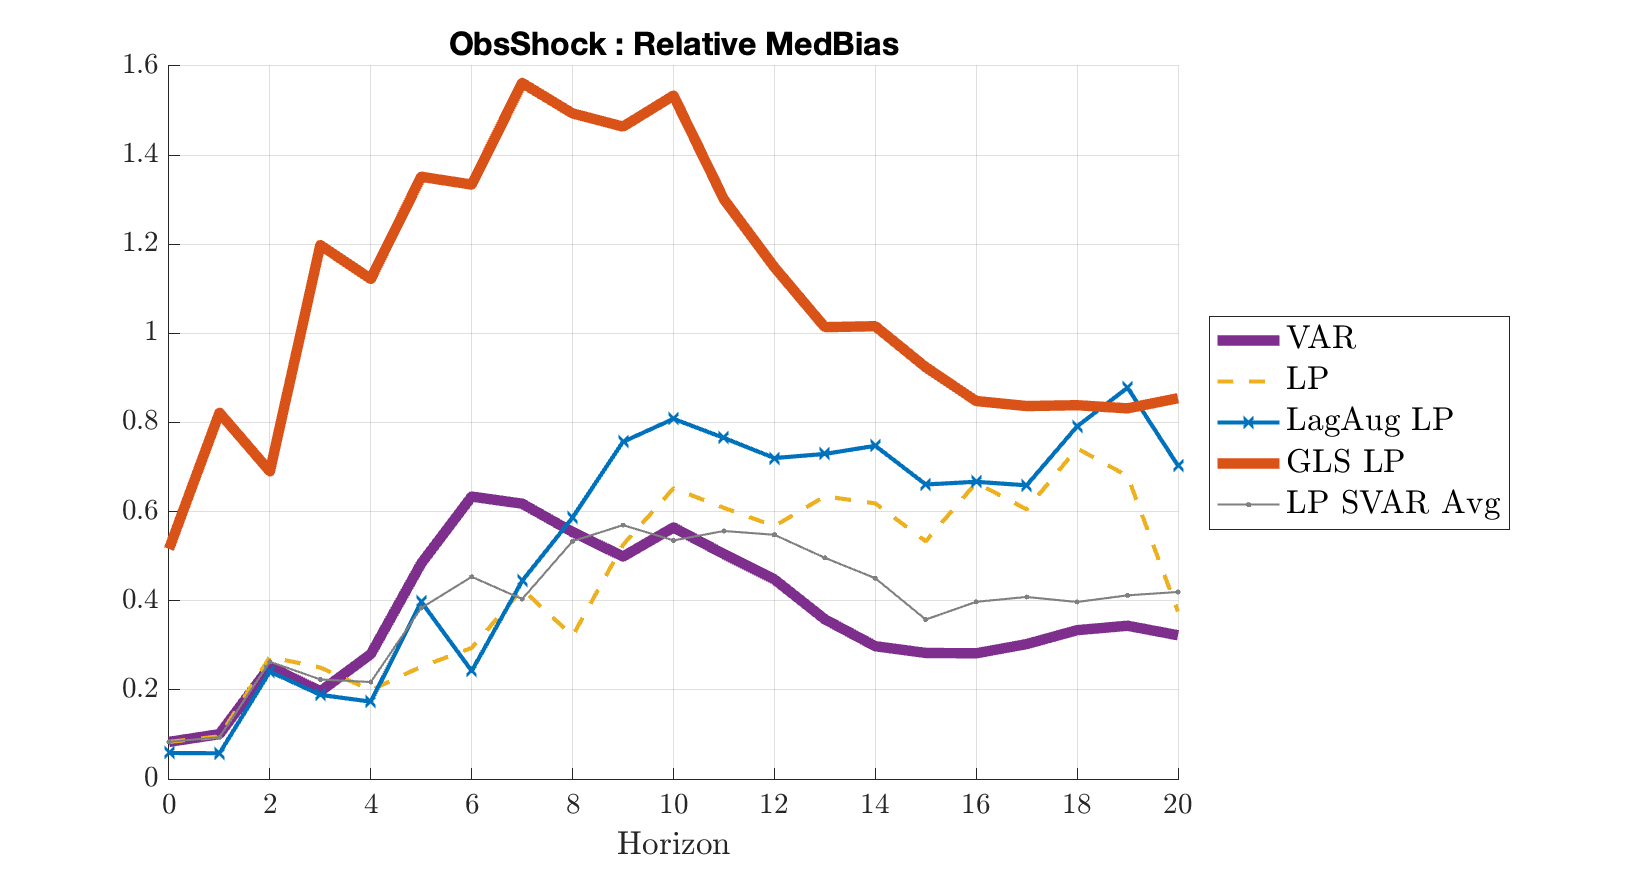 ObsShock : Relative MedBias
1.6
1.4
1.2
1
0.8
0.6
0.4
0.2
0
0 2 4 6 8 10 12 14 16 18 20
Horizon
VAR
LP
LagAug LP
GLS LP
LP SVAR Avg